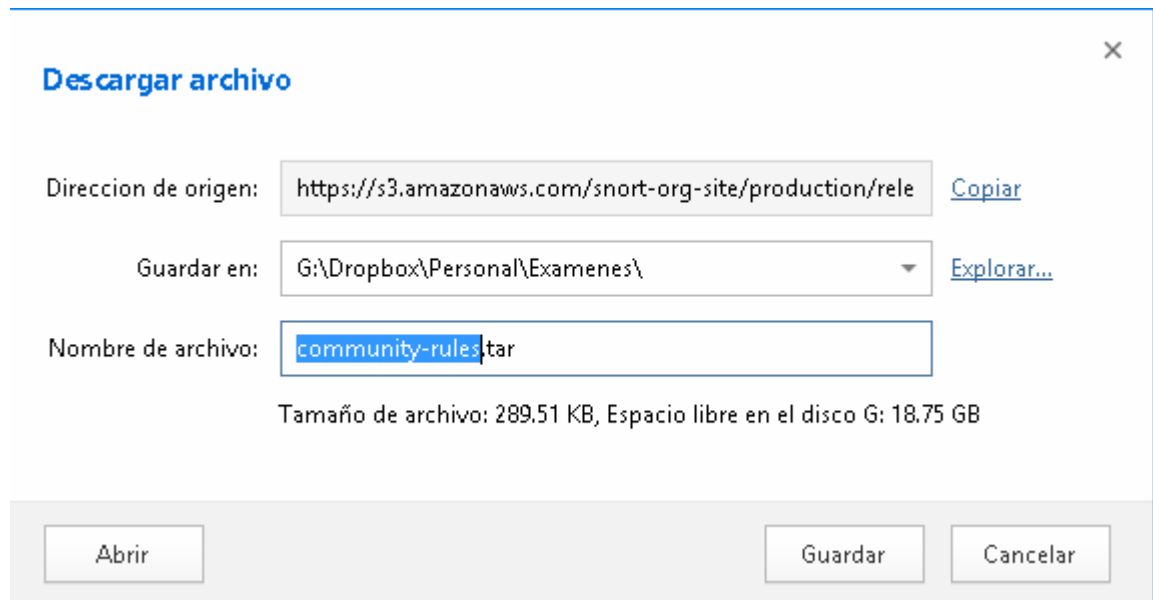 Descargar archivo
Direccion de origen: https://s3.amazonaws.com/snort-org-site/production/rele Copiar
Guardar en: G:\Dropbox\Personal\Examenes\ Explorar...
Nombre de archivo: community-rules.tar
Tamaño de archivo: 289.51 KB, Espacio libre en el disco G: 18.75 GB
Abrir Guardar Cancelar